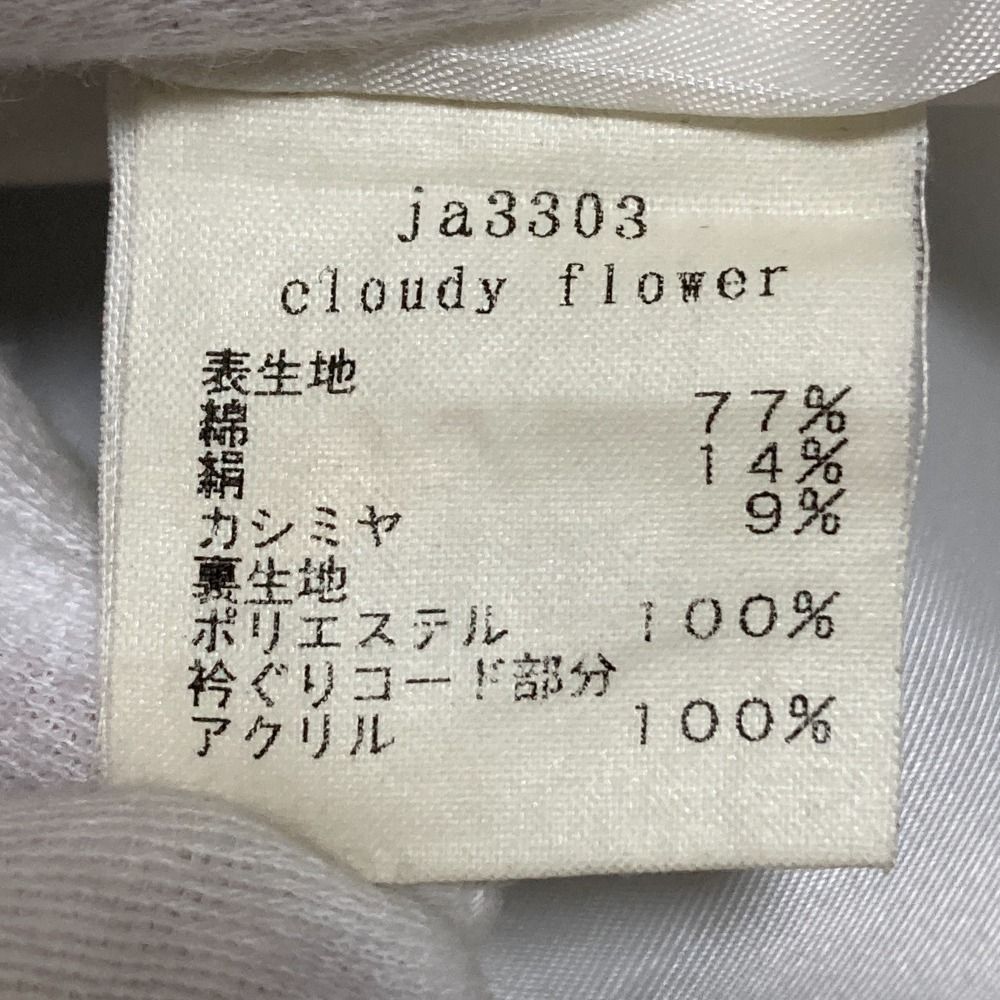 ja3303
cloudy flower
表生地
綿 77%
絹 14%
カシミヤ 9%
裏生地
ポリエステル 100%
衿ぐりコード部分
アクリル 100%